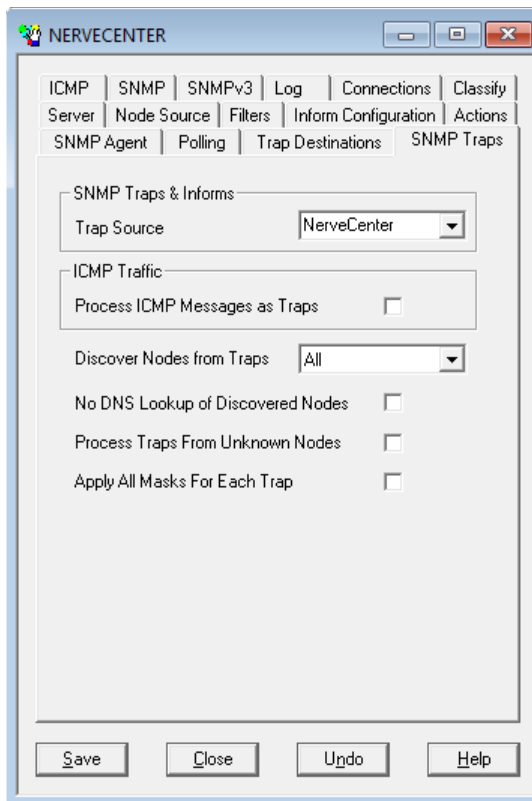 NERVECENTER
ICMP SNMP SNMPv3 Log Connections Classify
Server Node Source Filters Inform Configuration Actions
SNMP Agent Polling Trap Destinations SNMP Traps
SNMP Traps & Informs
Trap Source NerveCenter
ICMP Traffic
Process ICMP Messages as Traps
Discover Nodes from Traps All
No DNS Lookup of Discovered Nodes
Process Traps From Unknown Nodes
Apply All Masks For Each Trap
Save Close Undo Help